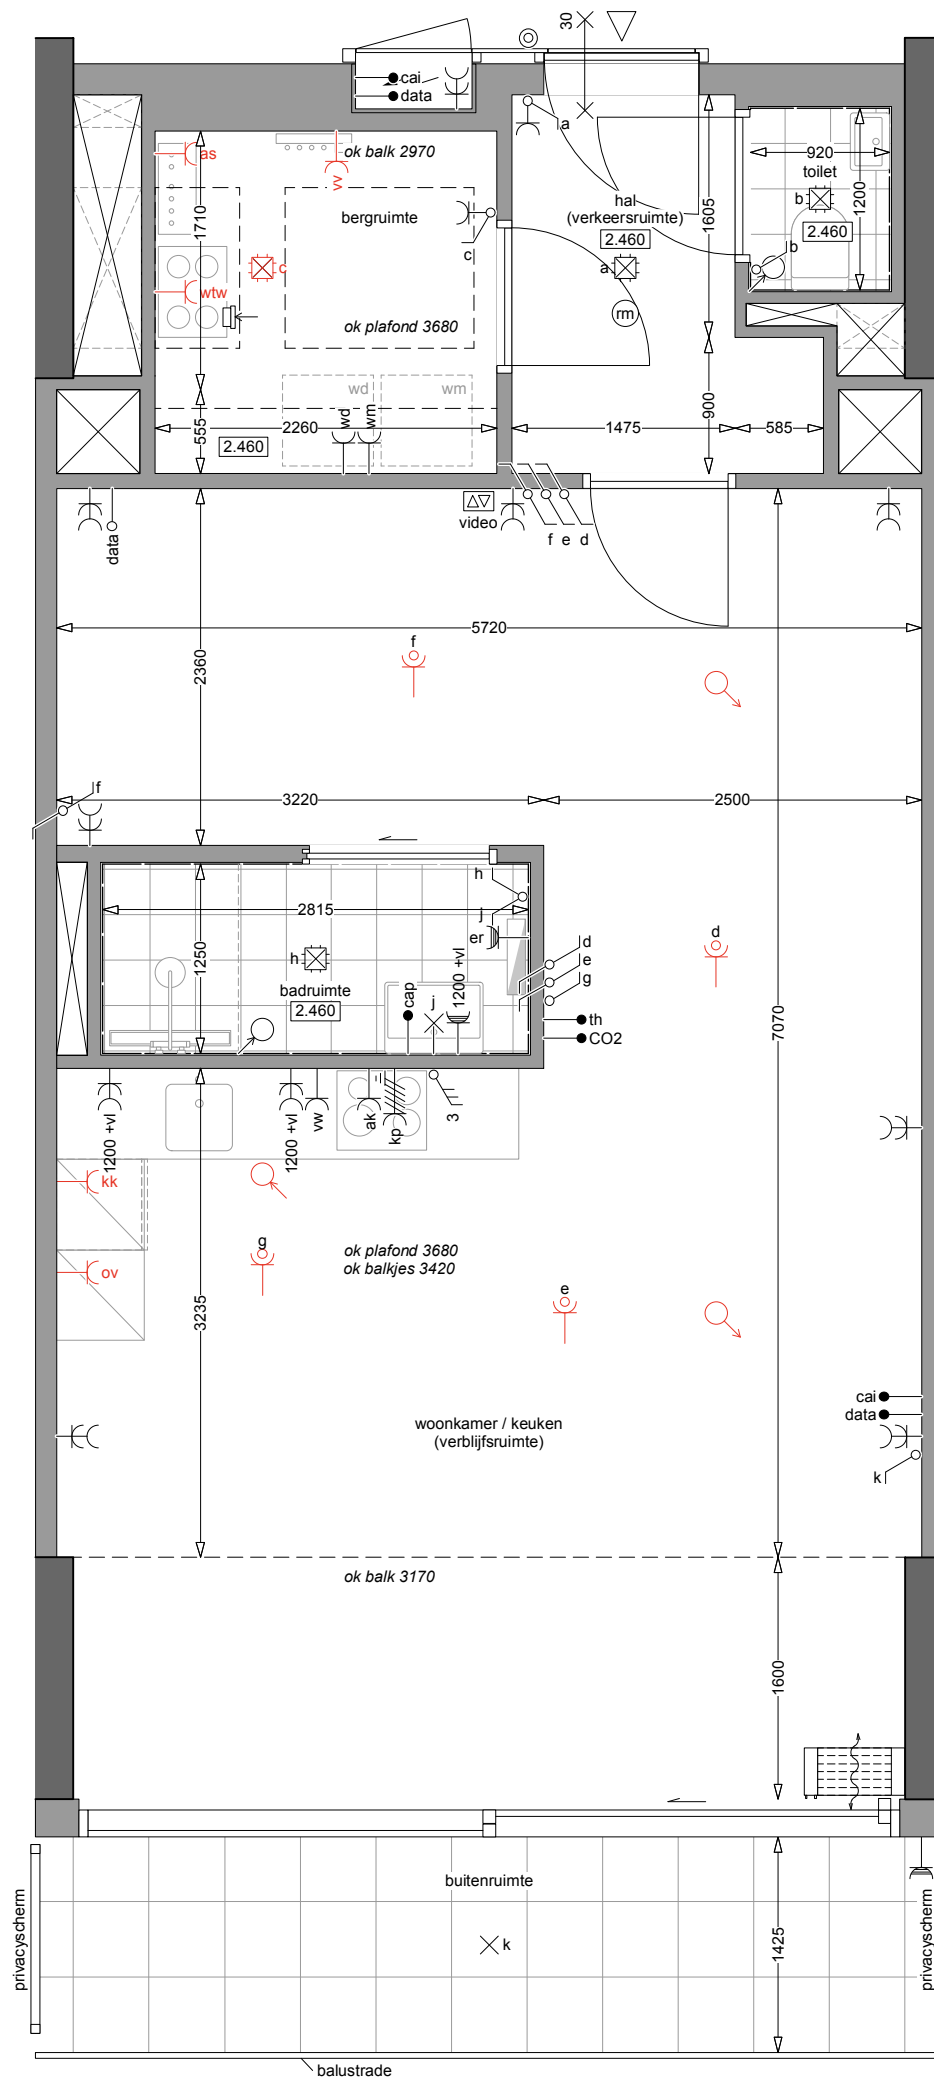 30
cai
data
a
as
vv
ok balk 2970
920
toilet
b
2.460
1200
b
1710
bergruimte
c
hal
(verkeersruimte)
2.460
a
1605
c
wtw
ok plafond 3680
rm
wd
wm
555
2260
2.460
wd
wm
1475
900
585
data
video
f e d
5720
2360
f
f
3220
2500
h
2815
j
er
1250
h
badruimte
2.460
cap
j
1200 +vl
d
e
g
d
7070
th
CO2
1200 +vl
1200 +vl
vw
ak
kp
3
kk
g
ok plafond 3680
ok balkjes 3420
ov
3235
e
cai
data
woonkamer / keuken
(verblijfsruimte)
k
ok balk 3170
1600
buitenruimte
privacyscherm
k
1425
privacyscherm
balustrade